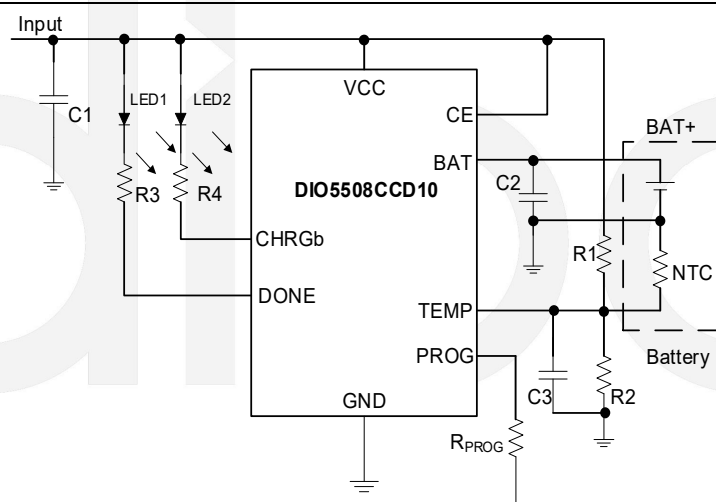 Input
VCC
LED1
LED2
C1
CE
BAT+
BAT
C2
DIO5508CCD10
R3
R4
CHRGb
R1
NTC
DONE
TEMP
PROG
Battery
GND
C3
R2
RPROG